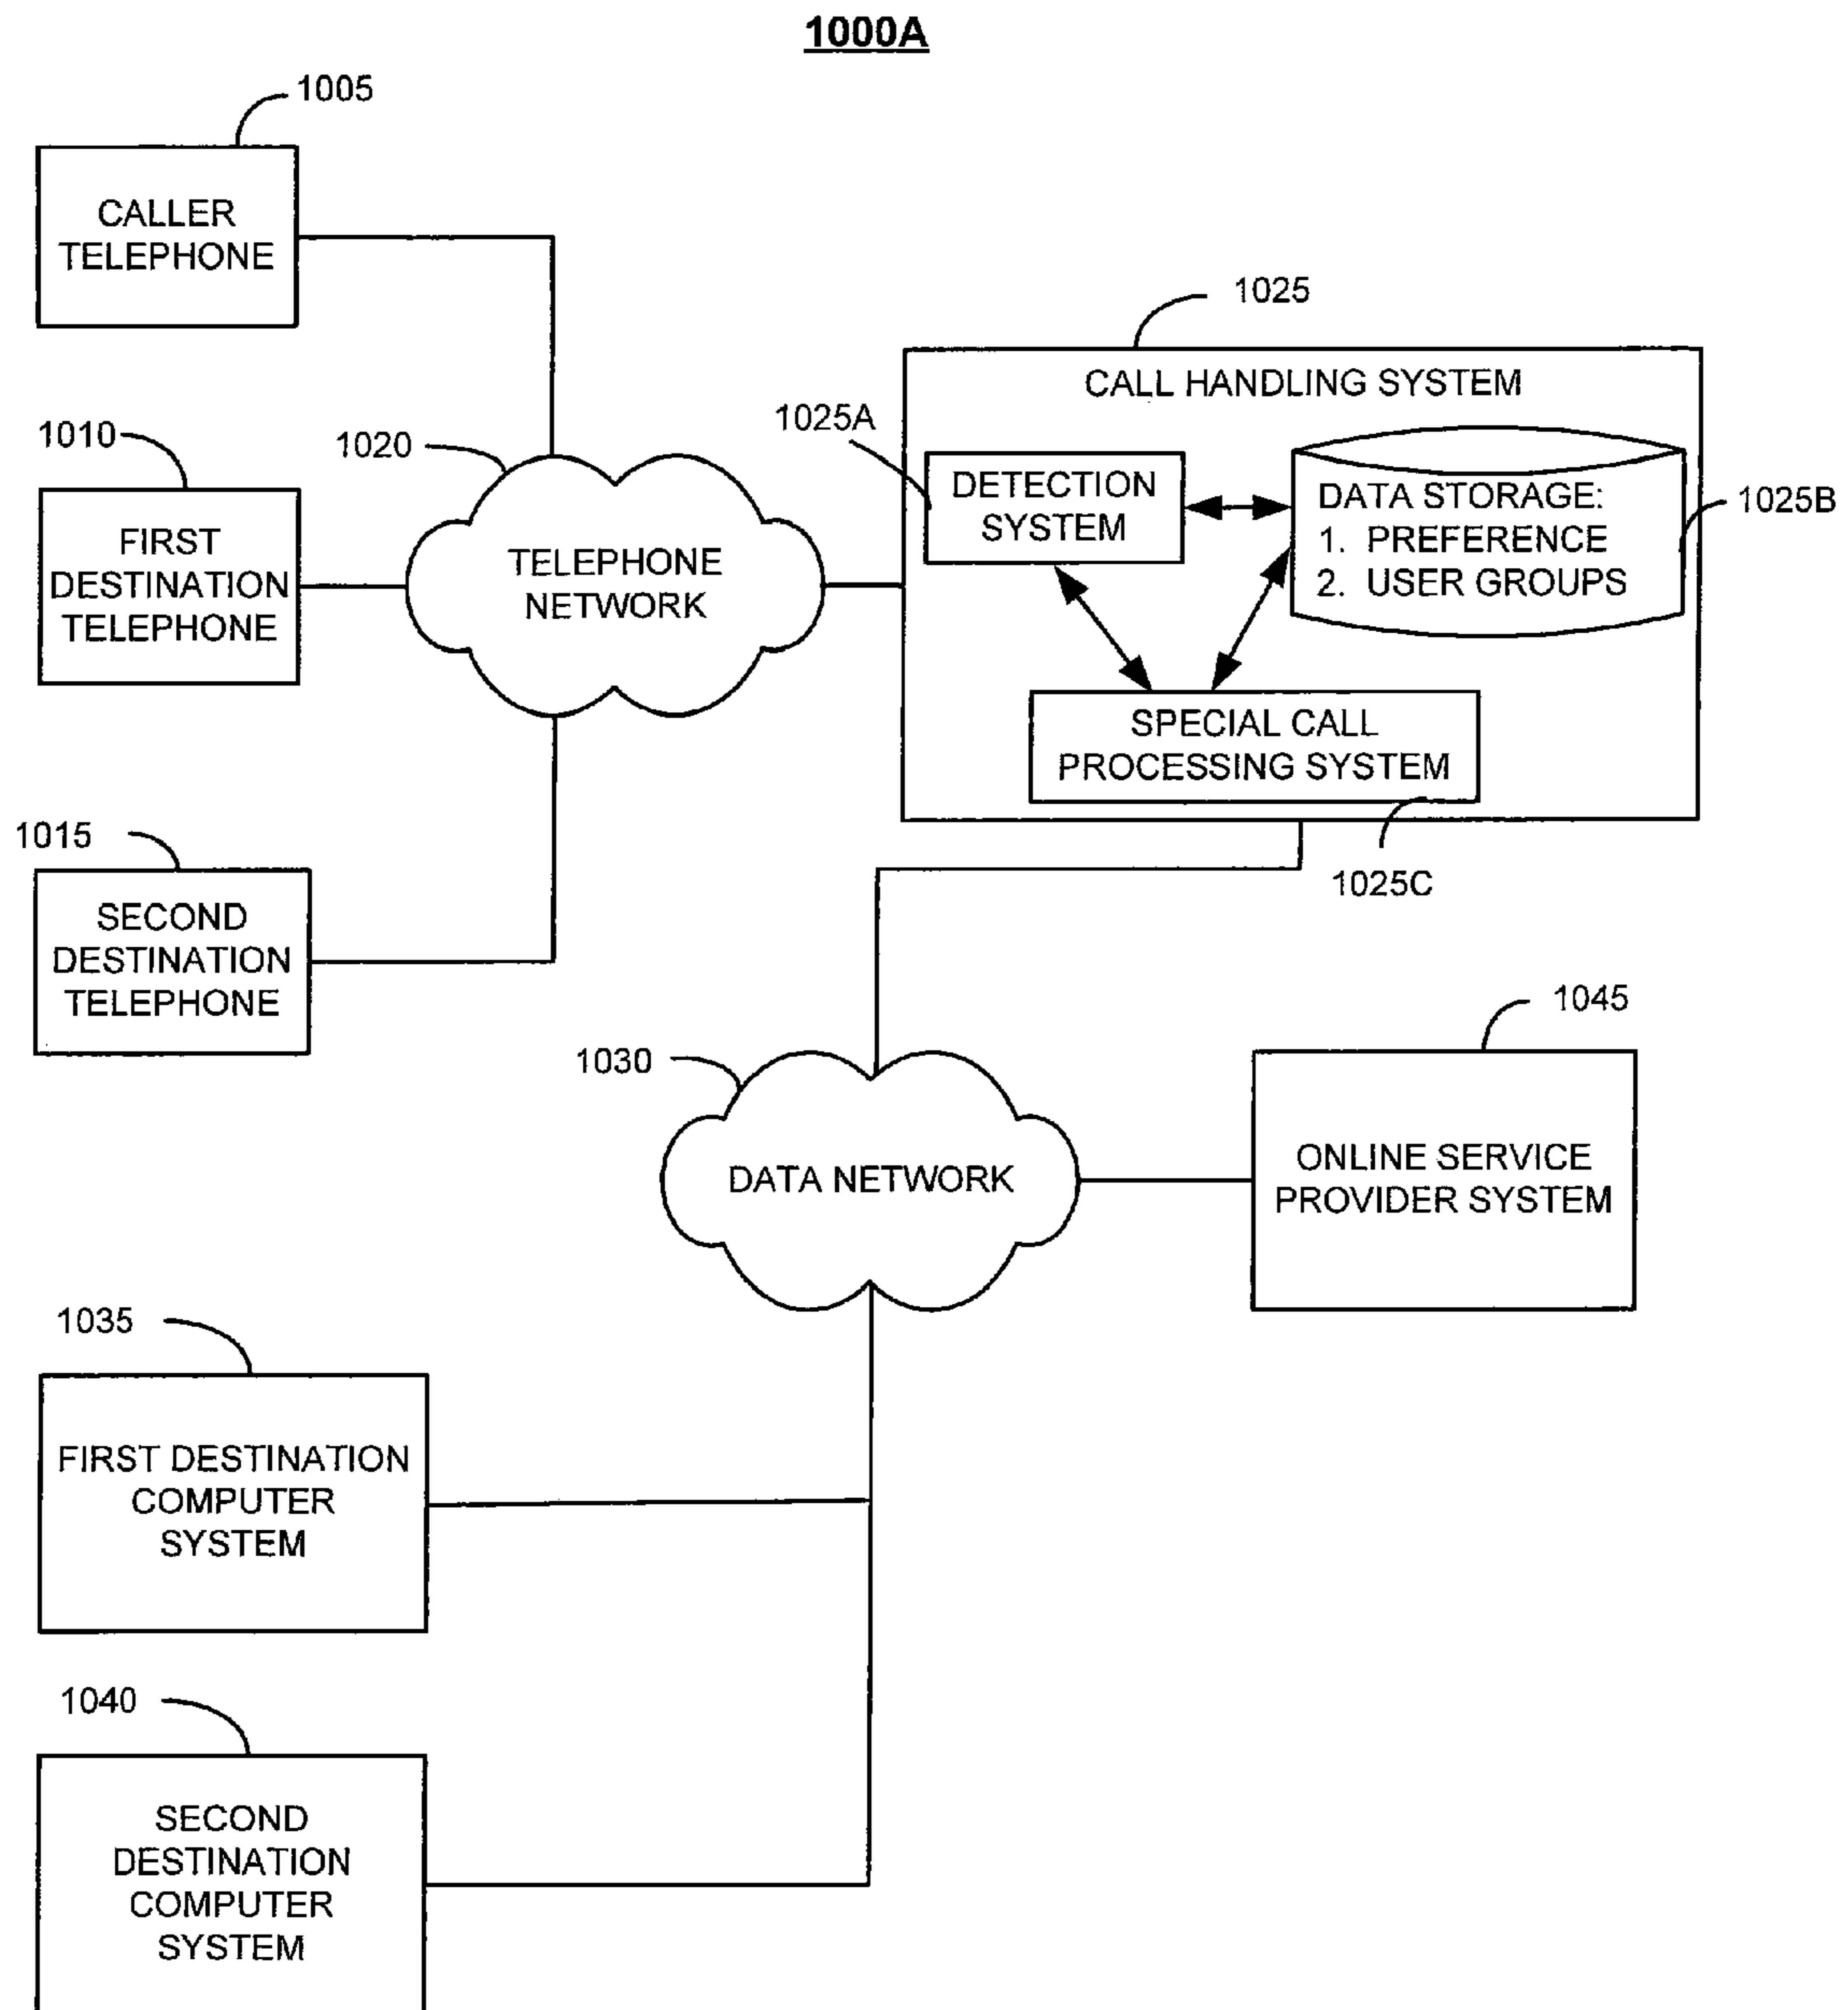 1000A
1005
CALLER
TELEPHONE
1010
FIRST
DESTINATION
TELEPHONE
1015
SECOND
DESTINATION
TELEPHONE
1020
TELEPHONE
NETWORK
1025
CALL HANDLING SYSTEM
1025A
DETECTION
SYSTEM
DATA STORAGE:
1. PREFERENCE
2. USER GROUPS
1025B
SPECIAL CALL
PROCESSING SYSTEM
1025C
1030
DATA NETWORK
1045
ONLINE SERVICE
PROVIDER SYSTEM
1035
FIRST DESTINATION
COMPUTER
SYSTEM
1040
SECOND
DESTINATION
COMPUTER
SYSTEM